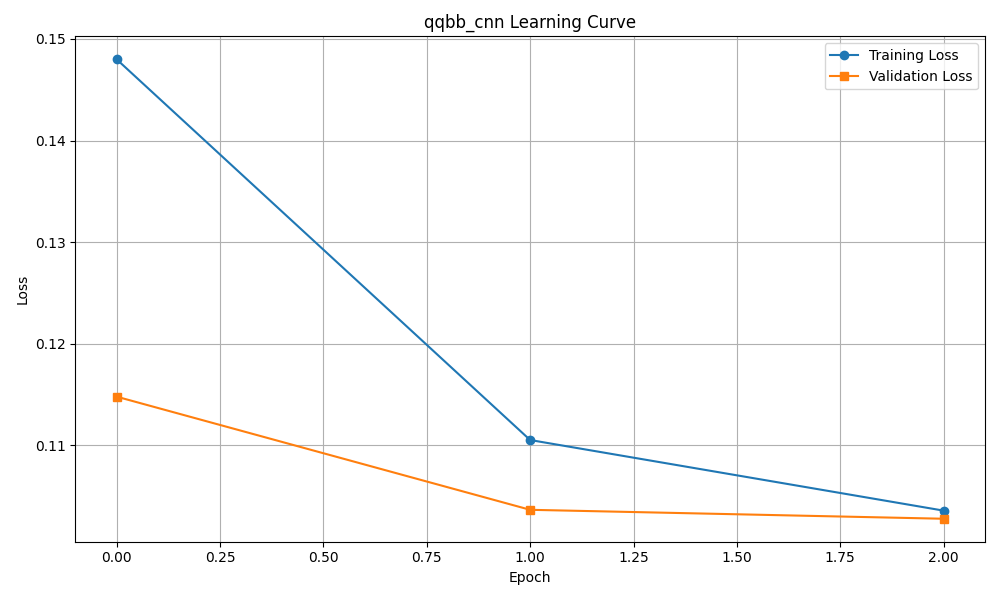 qqbb_cnn Learning Curve
Training Loss
Validation Loss
Loss
0.15
0.14
0.13
0.12
0.11
0.00 0.25 0.50 0.75 1.00 1.25 1.50 1.75 2.00
Epoch